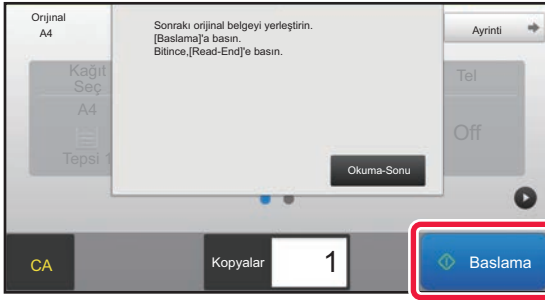 Orijinal
A4
Sonraki orijinal belgeyi yerleştirin.
[Baslama]'a basın.
Bitince,[Read-End]'e basın.
Ayrinti
Kağıt
Seç
A4
Tepsi 1
Tel
Off
Okuma-Sonu
CA
Kopyalar
1
Baslama